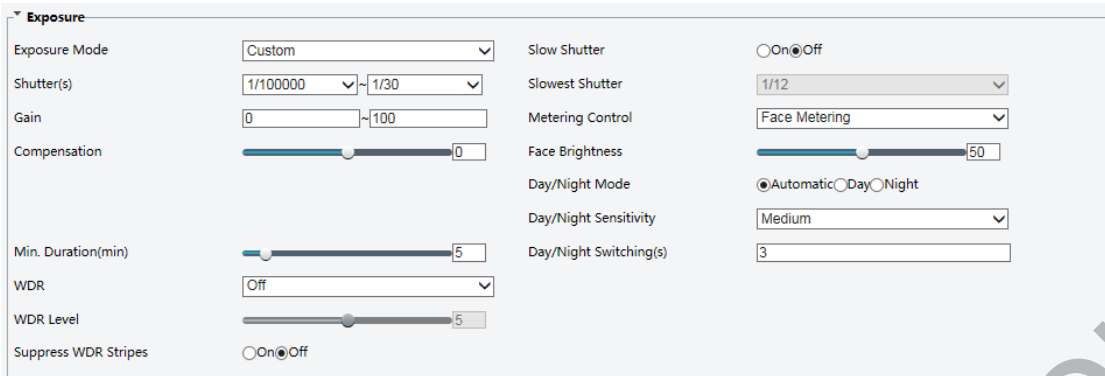 Exposure
Exposure Mode Custom Slow Shutter On Off
Shutter(s) 1/100000 ~ 1/30 Slowest Shutter 1/12
Gain 0 ~ 100 Metering Control Face Metering
Compensation 0 Face Brightness 50
Day/Night Mode Automatic Day Night
Day/Night Sensitivity Medium
Min. Duration(min) 5 Day/Night Switching(s) 3
WDR Off
WDR Level 5
Suppress WDR Stripes On Off